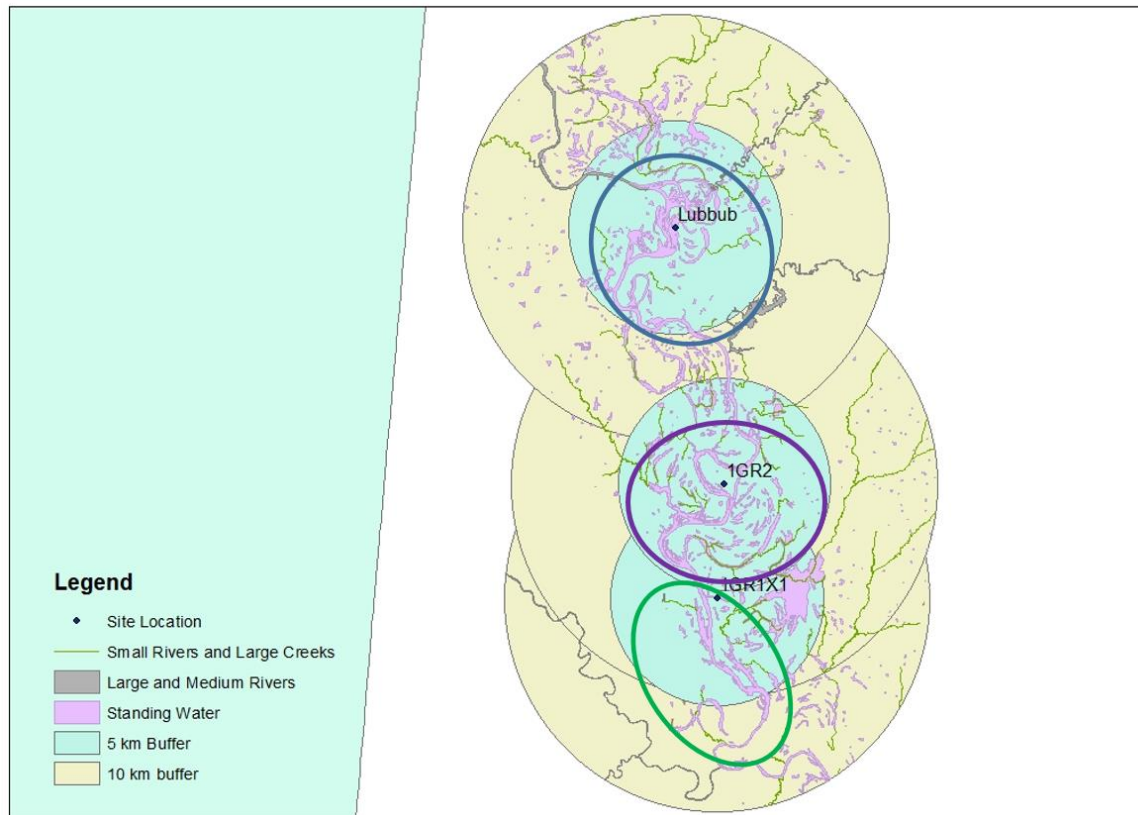 Lubbub
1GR2
1GR1X1
Legend
Site Location
Small Rivers and Large Creeks
Large and Medium Rivers
Standing Water
5 km Buffer
10 km buffer